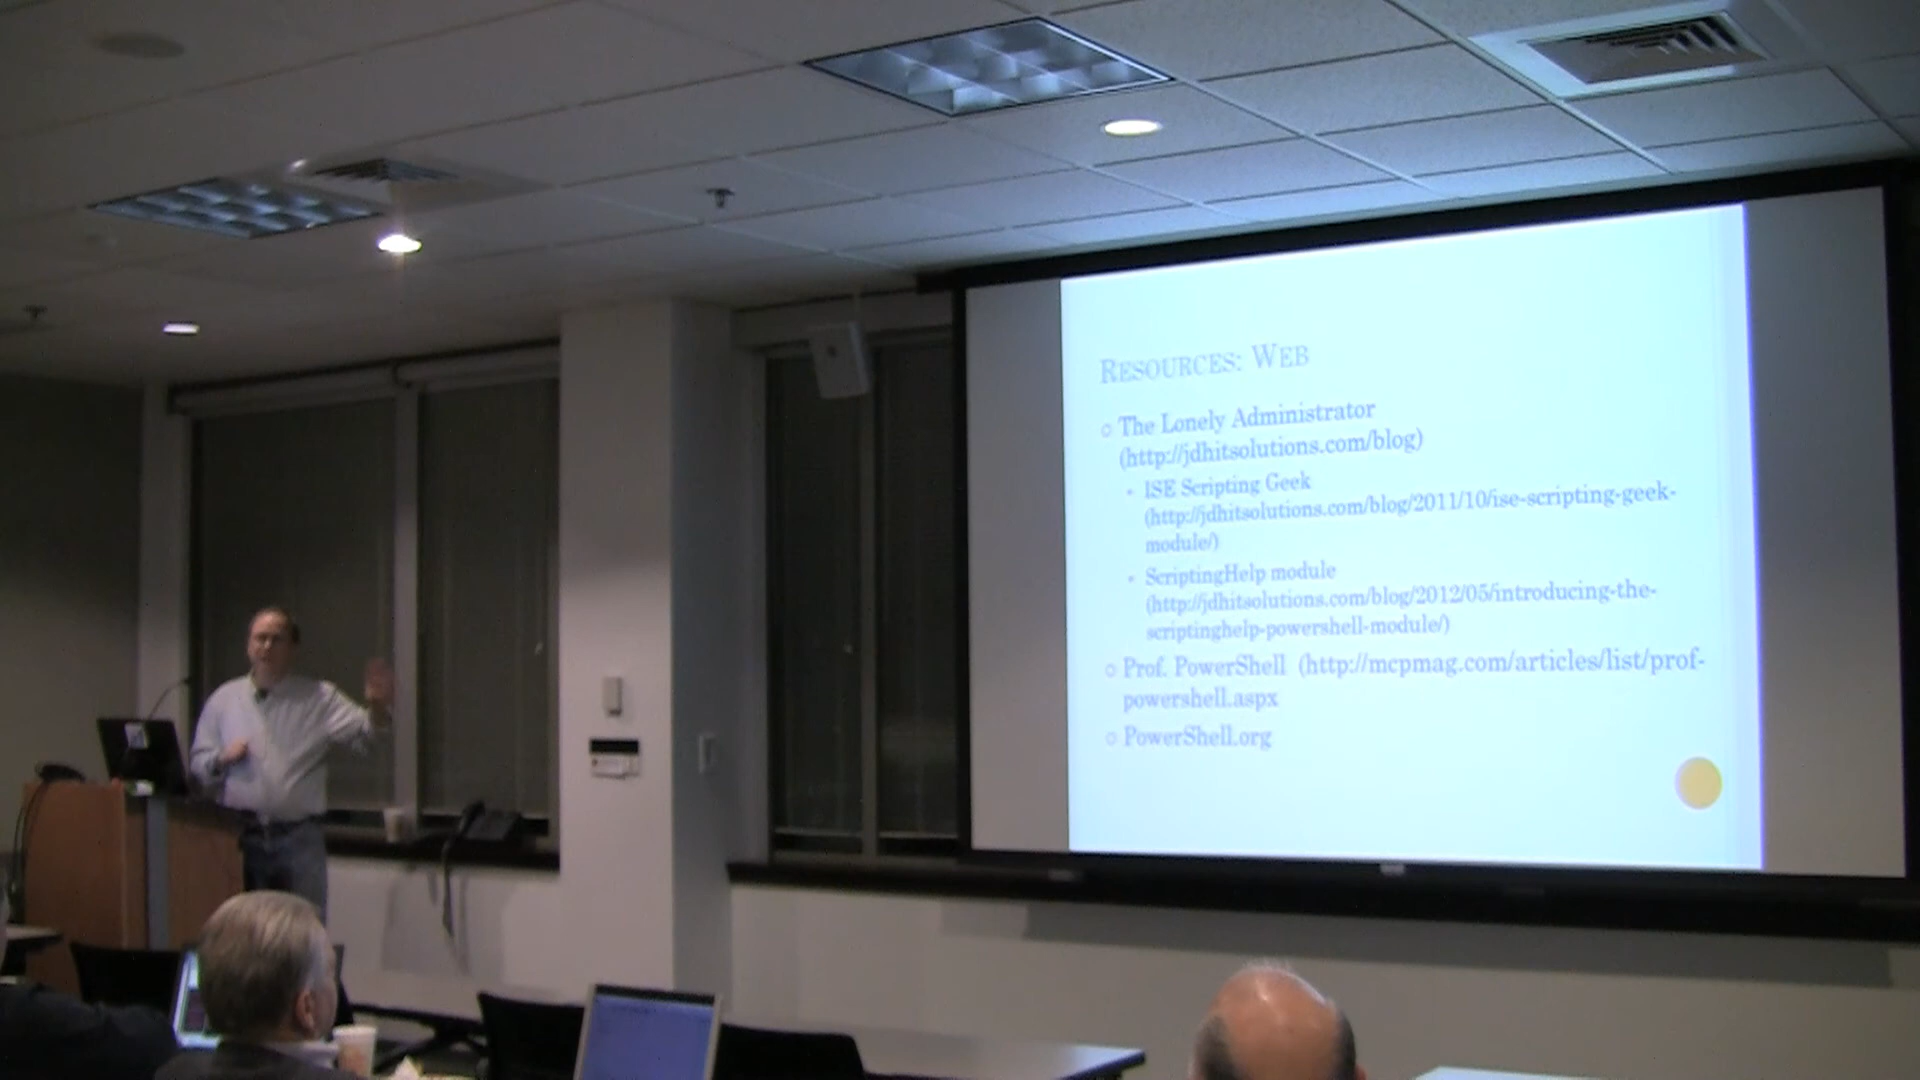 RESOURCES: WEB
The Lonely Administrator
(http://jdhitsolutions.com/blog)
ISE Scripting Geek
(http://jdhitsolutions.com/blog/2011/10/ise-scripting-geek-
module/)
ScriptingHelp module
(http://jdhitsolutions.com/blog/2012/05/introducing-the-
scriptinghelp-powershell-module/)
Prof. PowerShell (http://mcpmag.com/articles/list/prof-
powershell.aspx
PowerShell.org